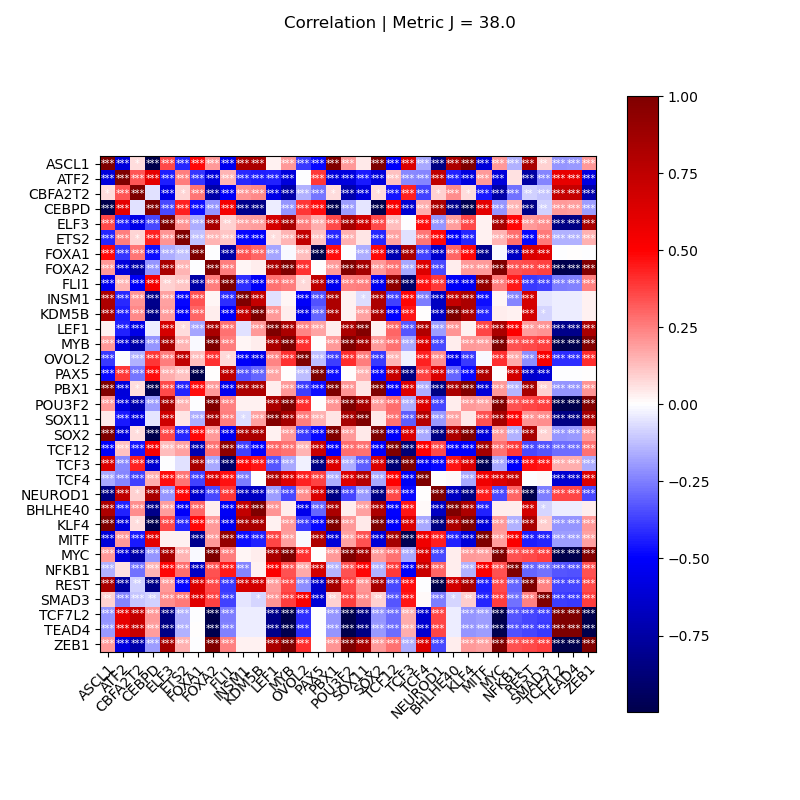 Correlation | Metric J = 38.0
ASCL1
ATF2
CBFA2T2
CEBPD
ELF3
ETS2
FOXA1
FOXA2
FLI1
INSM1
KDM5B
LEF1
MYB
OVOL2
PAX5
PBX1
POU3F2
SOX11
SOX2
TCF12
TCF3
TCF4
NEUROD1
BHLHE40
KLF4
MITF
MYC
NFKB1
REST
SMAD3
TCF7L2
TEAD4
ZEB1
ASCL1
ATF2
CBFA2T2
CEBPD
ELF3
ETS2
FOXA1
FOXA2
FLI1
INSM1
KDM5B
LEF1
MYB
OVOL2
PAX5
PBX1
POU3F2
SOX11
SOX2
TCF12
TCF3
TCF4
NEUROD1
BHLHE40
KLF4
MITF
MYC
NFKB1
REST
SMAD3
TCF7L2
TEAD4
ZEB1
1.00
0.75
0.50
0.25
0.00
−0.25
−0.50
−0.75